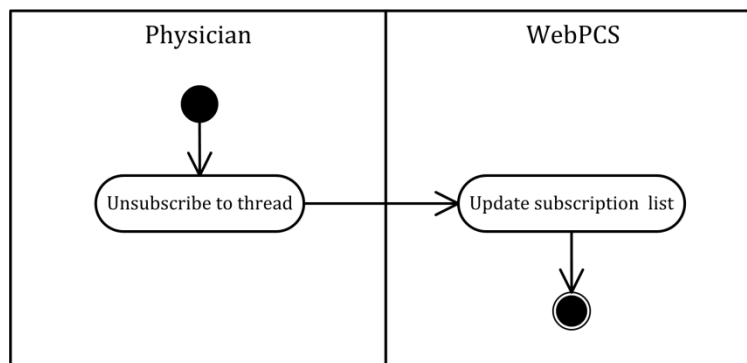 Physician
WebPCS
Unsubscribe to thread
Update subscription list